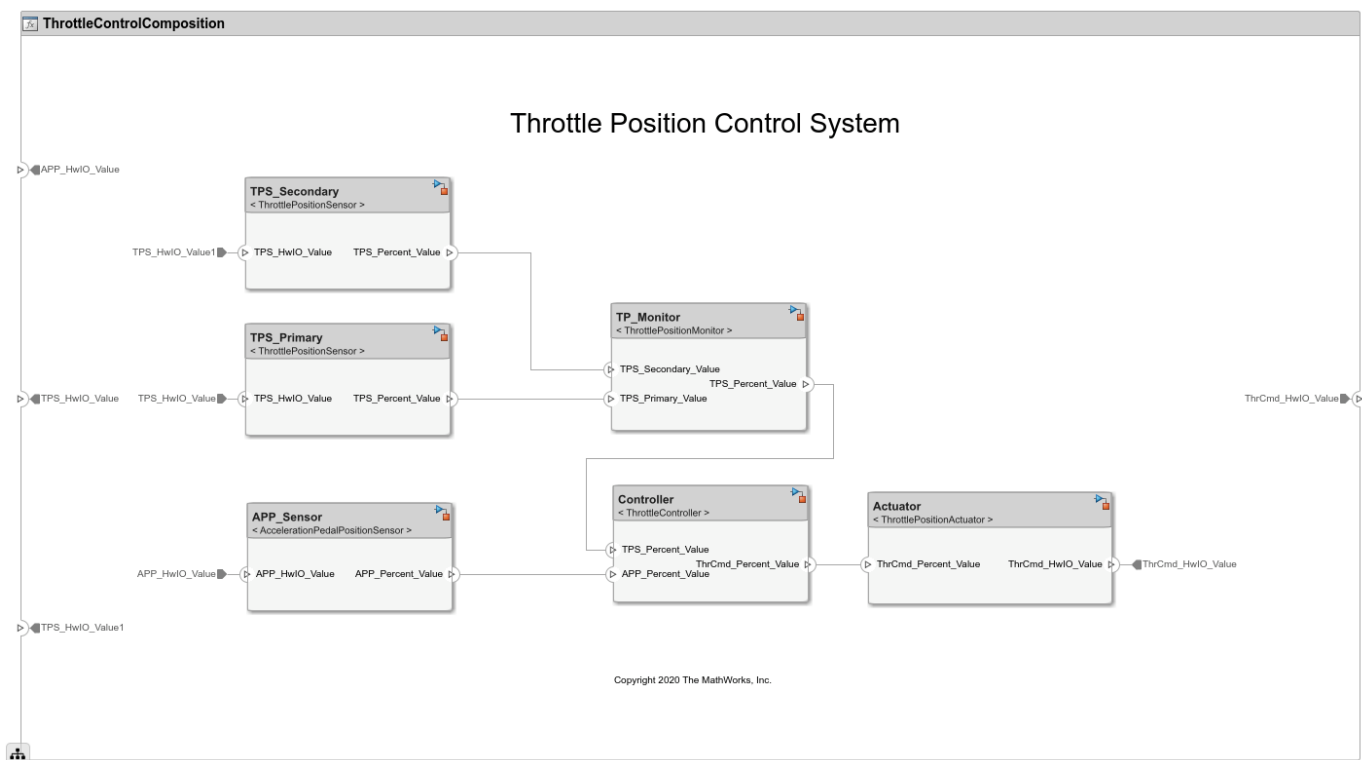 ThrottleControlComposition
Throttle Position Control System
APP_HwIO_Value
TPS_Secondary
< ThrottlePositionSensor >
TPS_HwIO_Value1
TPS_HwIO_Value
TPS_Percent_Value
TPS_Primary
< ThrottlePositionSensor >
TPS_HwIO_Value
TPS_HwIO_Value
TPS_HwIO_Value
TPS_Percent_Value
TP_Monitor
< ThrottlePositionMonitor >
TPS_Secondary_Value
TPS_Percent_Value
TPS_Primary_Value
ThrCmd_HwIO_Value
APP_Sensor
< AccelerationPedalPositionSensor >
APP_HwIO_Value
APP_HwIO_Value
APP_Percent_Value
Controller
< ThrottleController >
TPS_Percent_Value
ThrCmd_Percent_Value
APP_Percent_Value
Actuator
< ThrottlePositionActuator >
ThrCmd_Percent_Value
ThrCmd_HwIO_Value
ThrCmd_HwIO_Value
TPS_HwIO_Value1
Copyright 2020 The MathWorks, Inc.